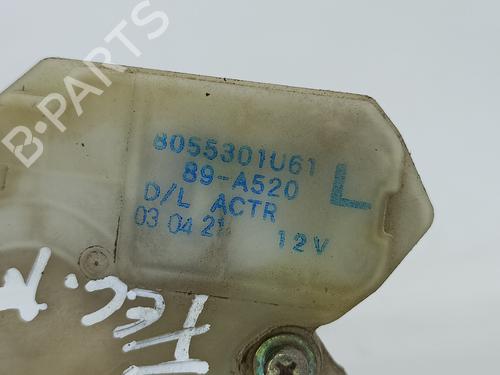 B-PARTS
8055301U61
89-A520
L
D/L ACTR
03 04 21
12V